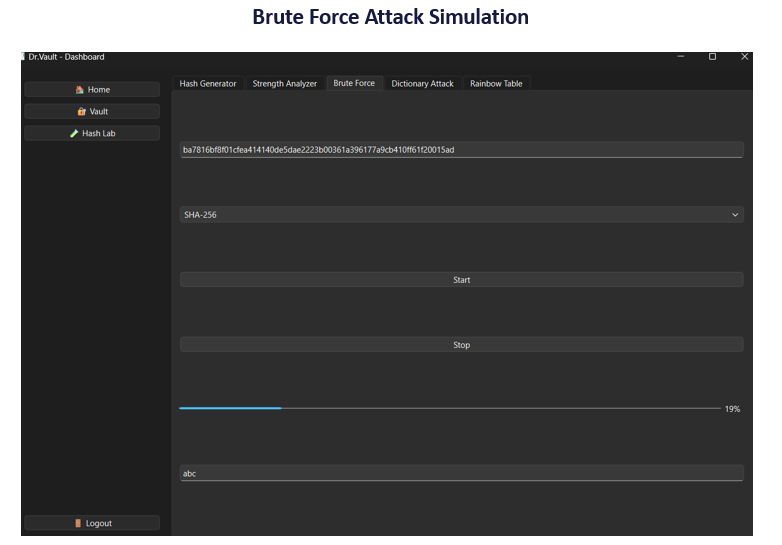 Brute Force Attack Simulation
Dr.Vault - Dashboard
Home
Vault
Hash Lab
Hash Generator Strength Analyzer Brute Force Dictionary Attack Rainbow Table
ba7816bf8f01cfea414140de5dae2223b00361a396177a9cb410ff61f20015ad
SHA-256
Start
Stop
19%
abc
Logout